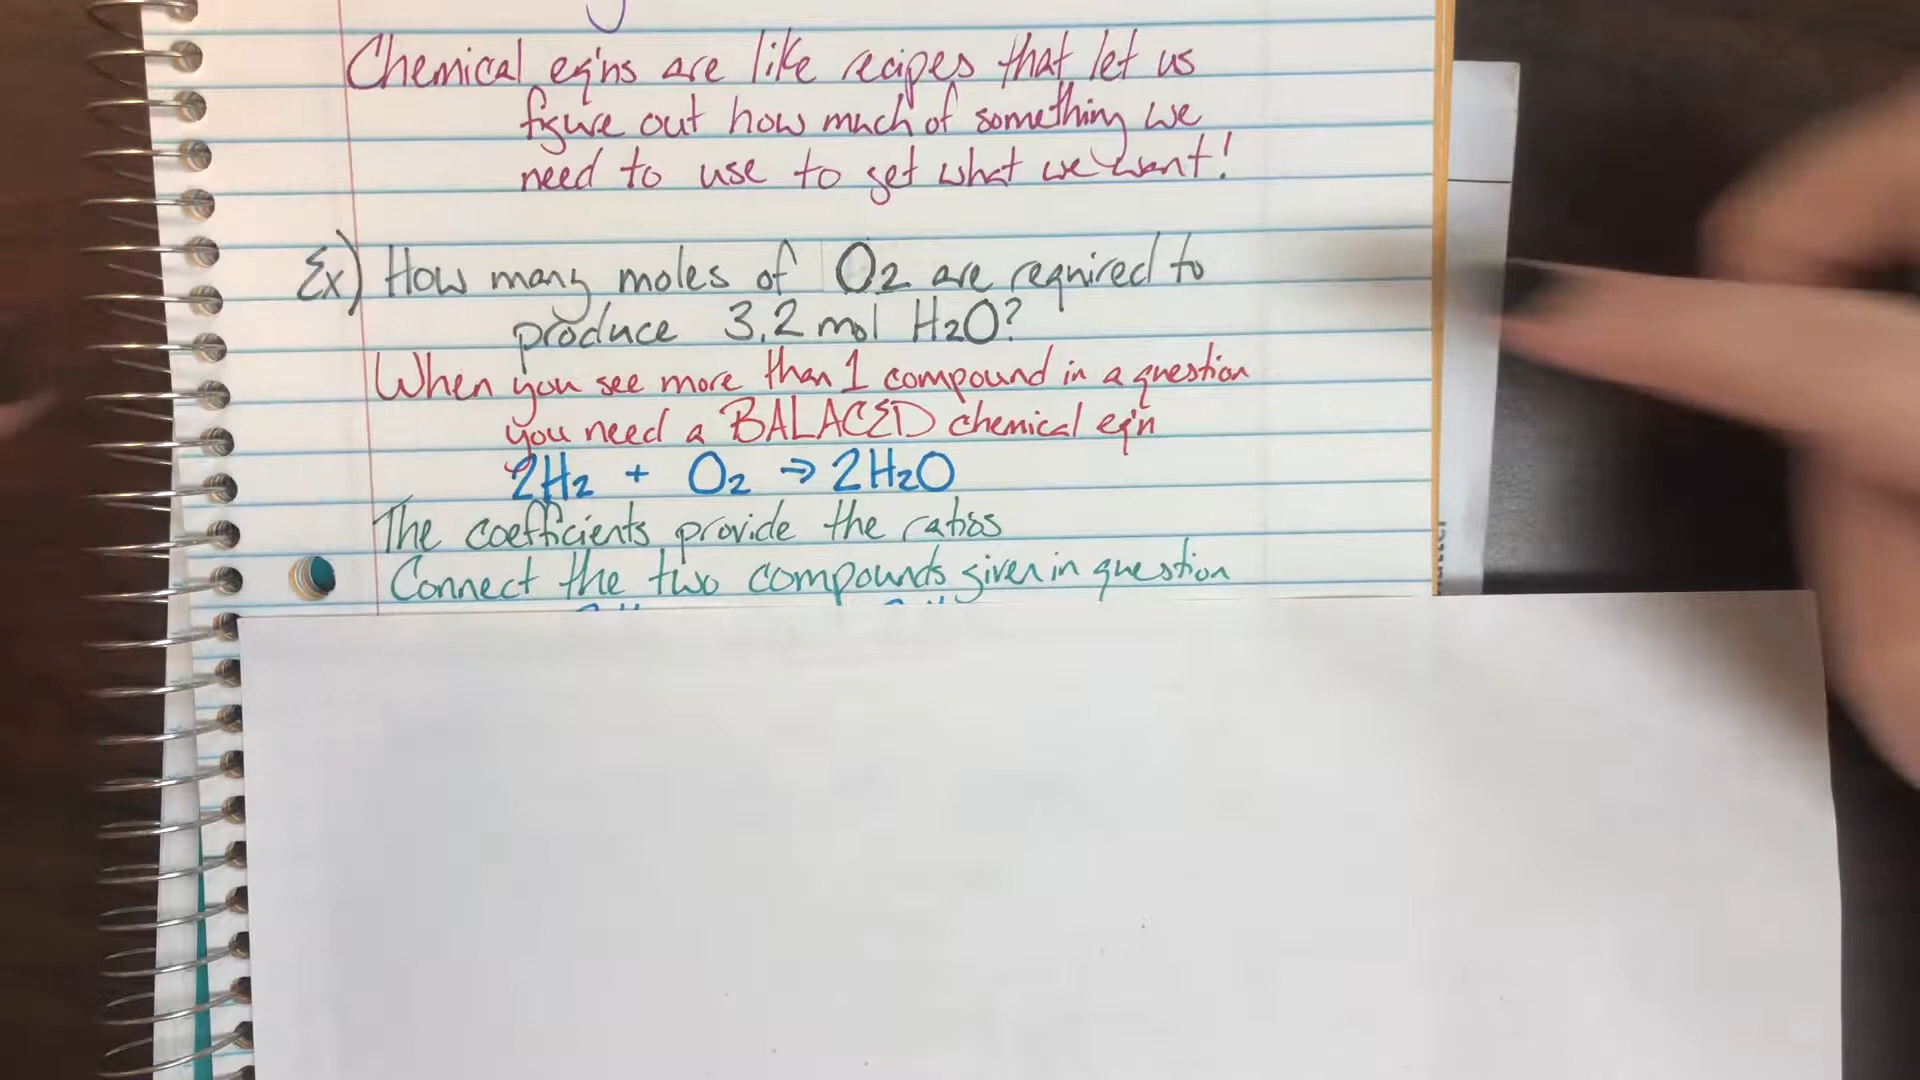 Chemical eq'ns are like recipes that let us
figure out how much of something we
need to use to get what we want!
Ex) How many moles of O2 are required to
produce 3.2 mol H2O?
When you see more than 1 compound in a question
you need a BALACED chemical eq'n
2H2 + O2 → 2H2O
The coefficients provide the ratios
Connect the two compounds given in question